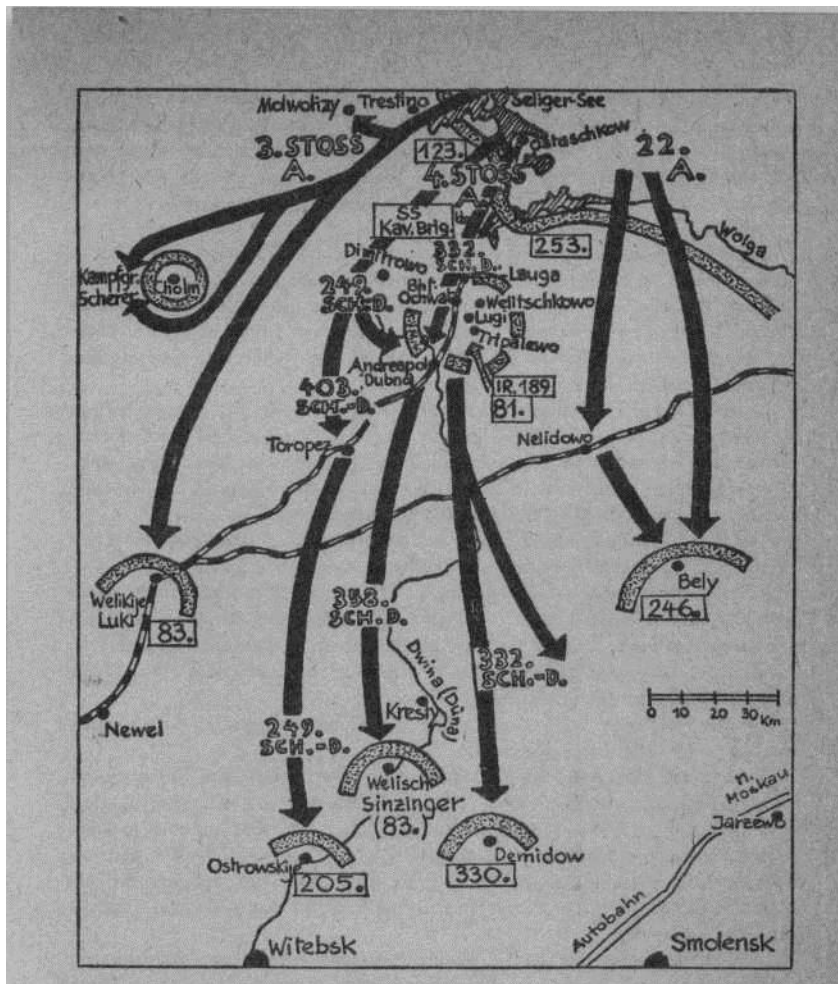 Molwotizy
Trestino
Seliger-See
Ostaschkow
3. STOSS
A.
123.
4. STOSS
A.
22.
A.
SS
Kav. Brig.
332.
SCH.D.
253.
Wolga
Kampfgr.
Scherer
Cholm
Dimitrowo
Bhf.
Ochwat
Lauga
249.
SCH.-D.
Welitschkowo
Lugi
Tripalewo
Andreapol
Dubno
IR. 189
81.
403.
SCH.-D.
Toropez
Nelidowo
Welikije
Luki
83.
Bely
246.
358.
SCH.D.
Dwina (Düna)
332.
SCH.-D.
0 10 20 30
Km
Newel
Kresty
249.
SCH.-D.
Welisch
Sinzinger
(83.)
n.
Moskau
Jarzewo
Ostrowskije
205.
Demidow
330.
Autobahn
Witebsk
Smolensk